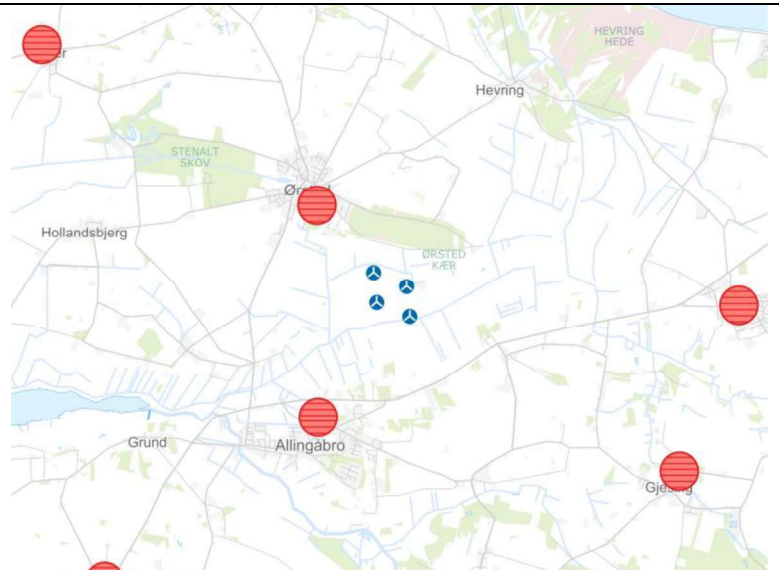 HEVRING
HEDE
Hevring
STENALT
SKOV
Hollandsbjerg
ØRSTED
KÆR
Grund
Allingåbro